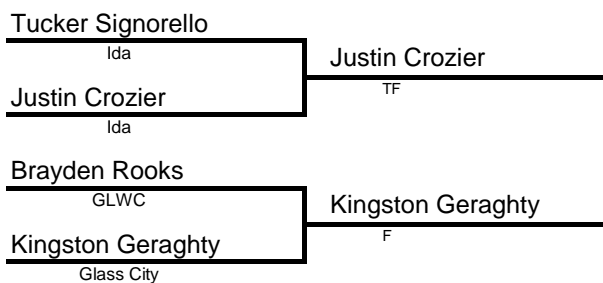 Tucker Signorello
Ida
Justin Crozier
TF
Justin Crozier
Ida
Brayden Rooks
GLWC
Kingston Geraghty
F
Kingston Geraghty
Glass City